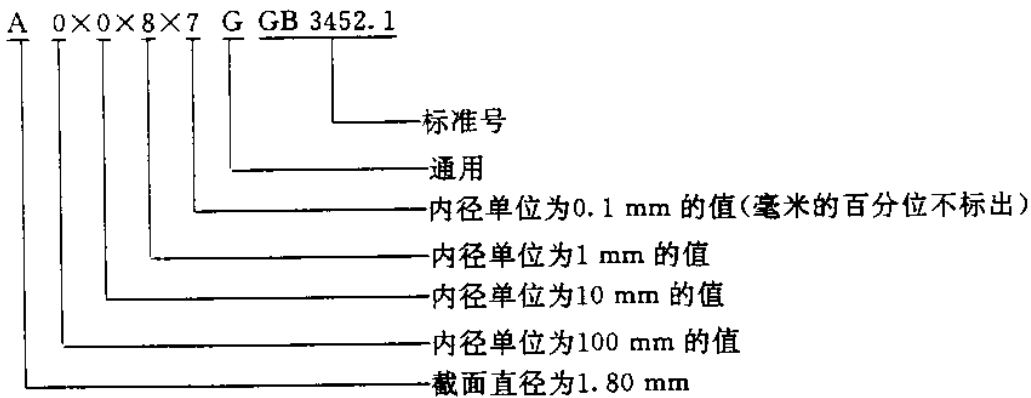 A 0×0×8×7 G GB 3452.1
标准号
通用
内径单位为0.1 mm 的值(毫米的百分位不标出)
内径单位为1 mm 的值
内径单位为10 mm 的值
内径单位为100 mm 的值
截面直径为1.80 mm